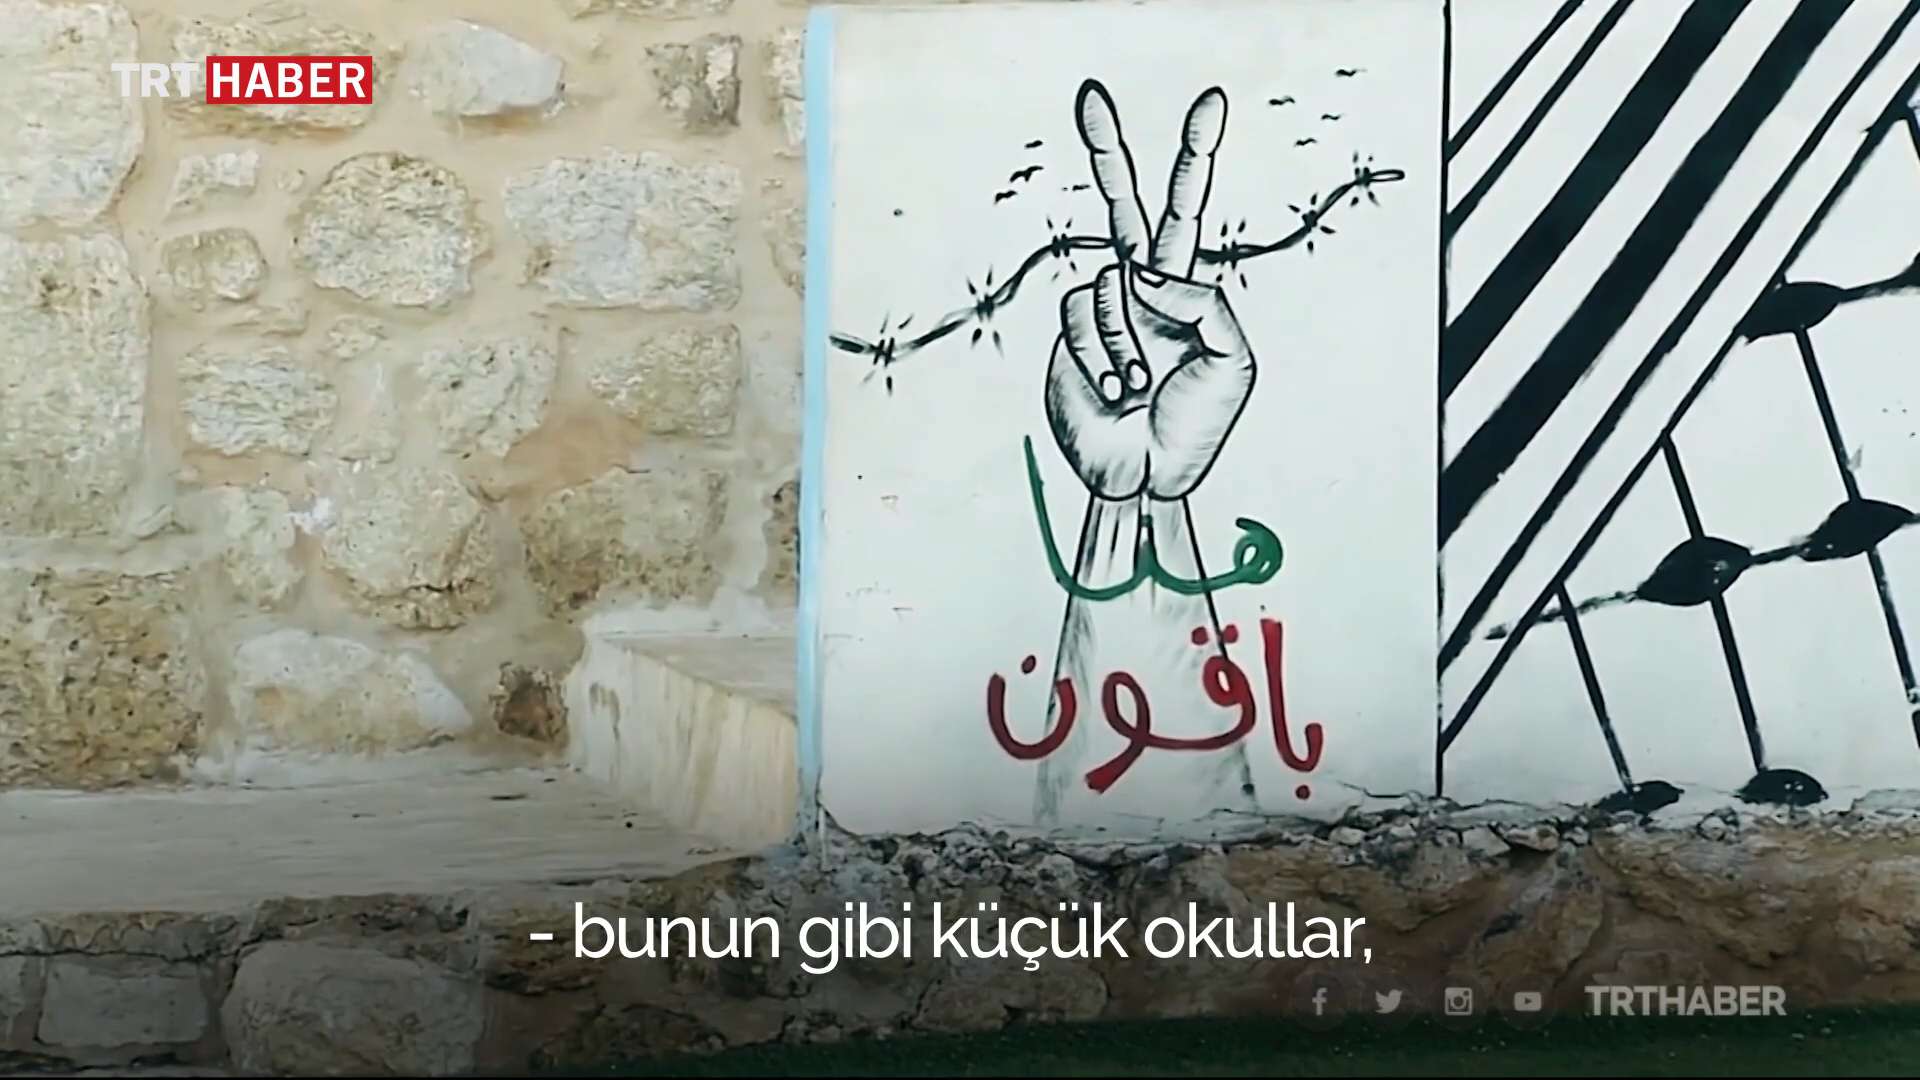 TRT HABER
هنا
باقون
- bunun gibi küçük okullar,
TRTHABER